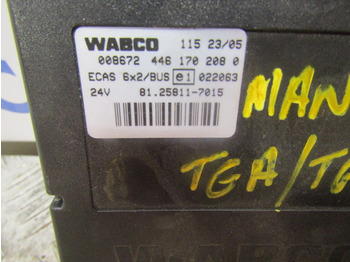 WABCO 115 23/05
008672 446 170 208 0
ECAS 6x2/BUS e1 022063
24V 81.25811-7015
MAN
TGA/TG
WABCO